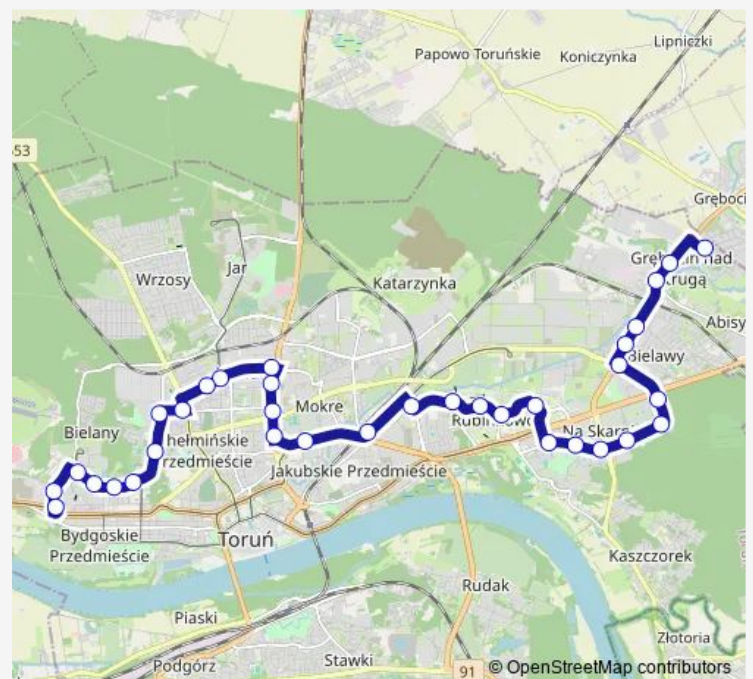 Lipniczki
Papowo Toruńskie
Koniczynka
53
Gręboci
Grębocin nad
Strugą
Jar
Wrzosy
Katarzynka
Abisy
Bielawy
Mokre
Rubinkowo
Na Skarpie
Bielany
Chełmińskie
Przedmieście
Jakubskie Przedmieście
Bydgoskie
Przedmieście
Toruń
Kaszczorek
Rudak
Piaski
Złotoria
Podgórz
Stawki
91
© OpenStreetMap contributors